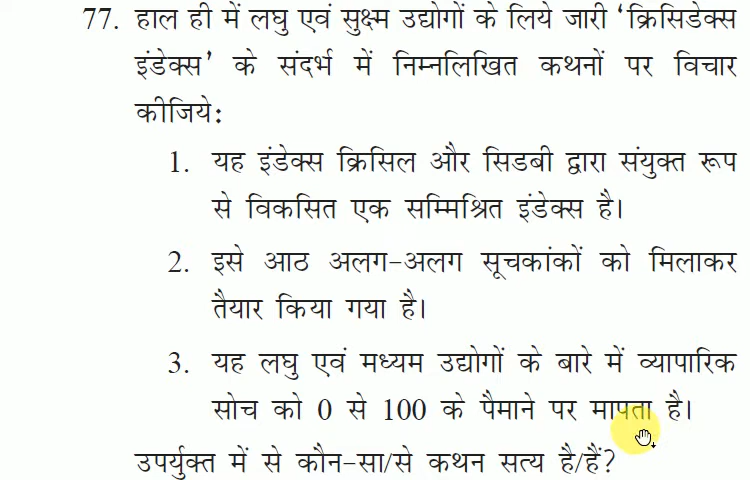 77. हाल ही में लघु एवं सुक्ष्म उद्योगों के लिये जारी ‘क्रिसिडेक्स
इंडेक्स’ के संदर्भ में निम्नलिखित कथनों पर विचार
कीजिये:
1. यह इंडेक्स क्रिसिल और सिडबी द्वारा संयुक्त रूप
से विकसित एक सम्मिश्रित इंडेक्स है।
2. इसे आठ अलग-अलग सूचकांकों को मिलाकर
तैयार किया गया है।
3. यह लघु एवं मध्यम उद्योगों के बारे में व्यापारिक
सोच को 0 से 100 के पैमाने पर मापता है।
उपर्युक्त में से कौन-सा/से कथन सत्य है/हैं?